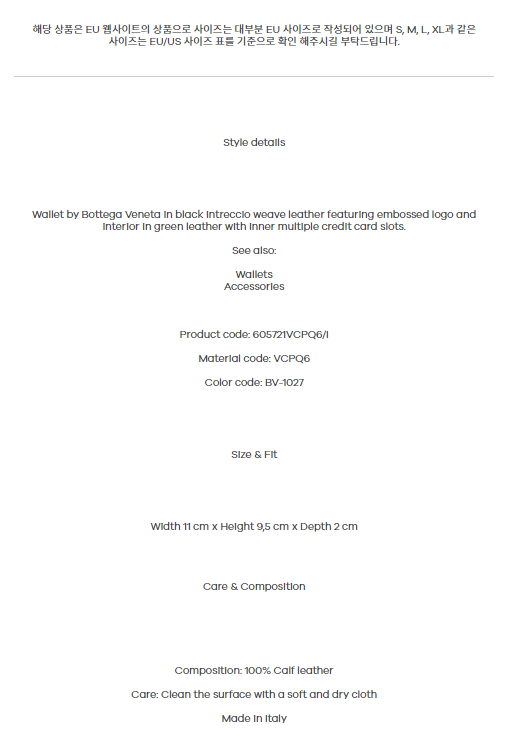 해당 상품은 EU 웹사이트의 상품으로 사이즈는 대부분 EU 사이즈로 작성되어 있으며 S, M, L, XL과 같은
사이즈는 EU/US 사이즈 표를 기준으로 확인 해주시길 부탁드립니다.
Style details
Wallet by Bottega Veneta in black Intreccio weave leather featuring embossed logo and
interior in green leather with inner multiple credit card slots.
See also:
Wallets
Accessories
Product code: 605721VCPQ6/I
Material code: VCPQ6
Color code: BV-1027
Size & Fit
Width 11 cm x Height 9,5 cm x Depth 2 cm
Care & Composition
Composition: 100% Calf leather
Care: Clean the surface with a soft and dry cloth
Made in Italy